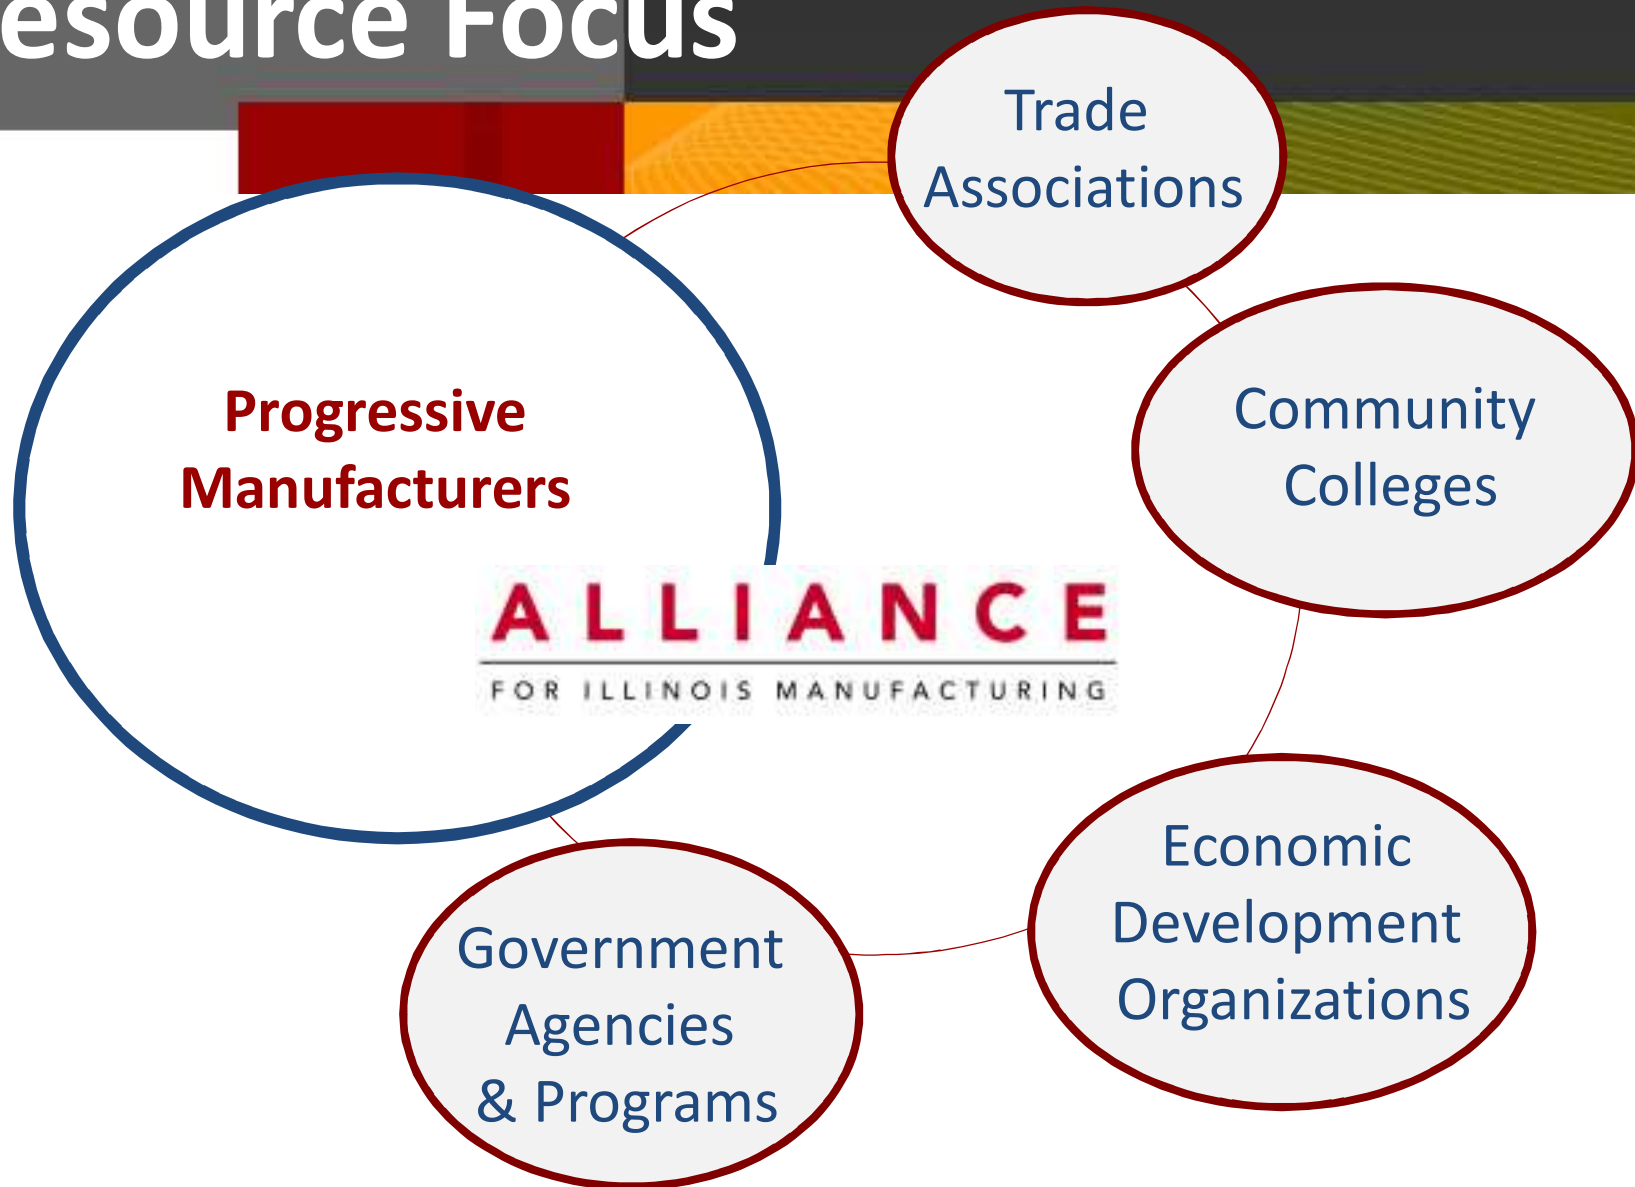 esource Focus
Trade
Associations
Progressive
Manufacturers
Community
Colleges
ALLIANCE
FOR ILLINOIS MANUFACTURING
Economic
Development
Organizations
Government
Agencies
& Programs